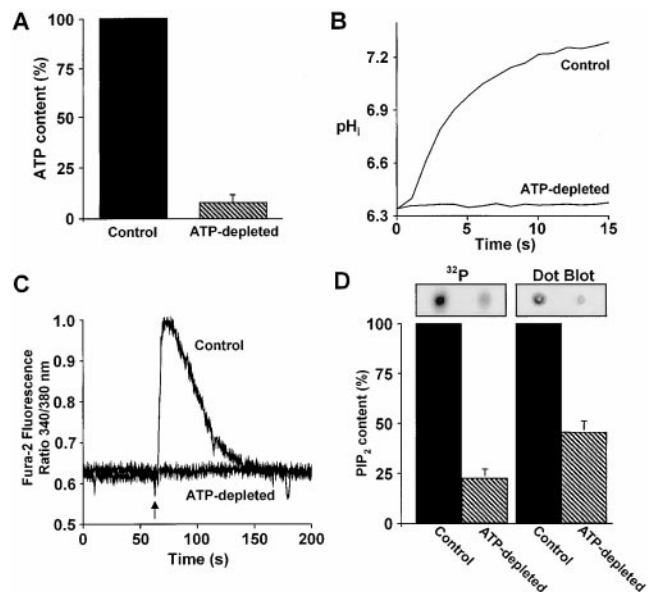 A
ATP content (%)
100
75
50
25
0
Control
ATP-depleted
B
pHi
7.2
6.9
6.6
6.3
Control
ATP-depleted
0
5
10
15
Time (s)
C
Fura-2 Fluorescence
Ratio 340/380 nm
1.0
0.9
0.8
0.7
0.6
0.5
Control
ATP-depleted
0
50
100
150
200
Time (s)
D
32P
Dot Blot
PIP2 content (%)
100
75
50
25
0
Control
ATP-depleted
Control
ATP-depleted